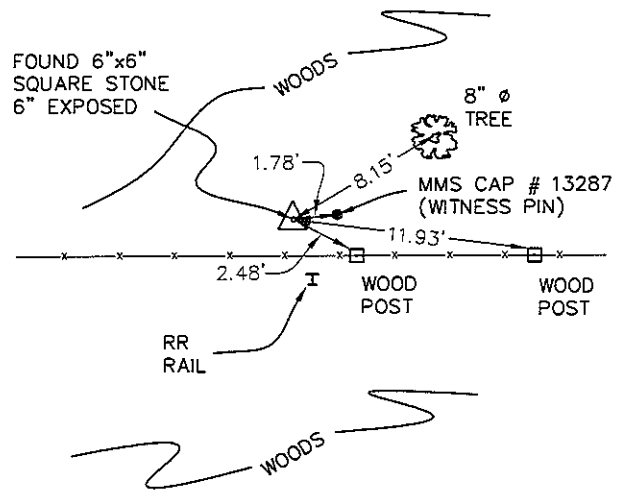 FOUND 6"x6"
SQUARE STONE
6" EXPOSED
WOODS
8" ø
TREE
1.78'
8.15'
MMS CAP # 13287
(WITNESS PIN)
11.93'
2.48'
WOOD
POST
WOOD
POST
RR
RAIL
WOODS